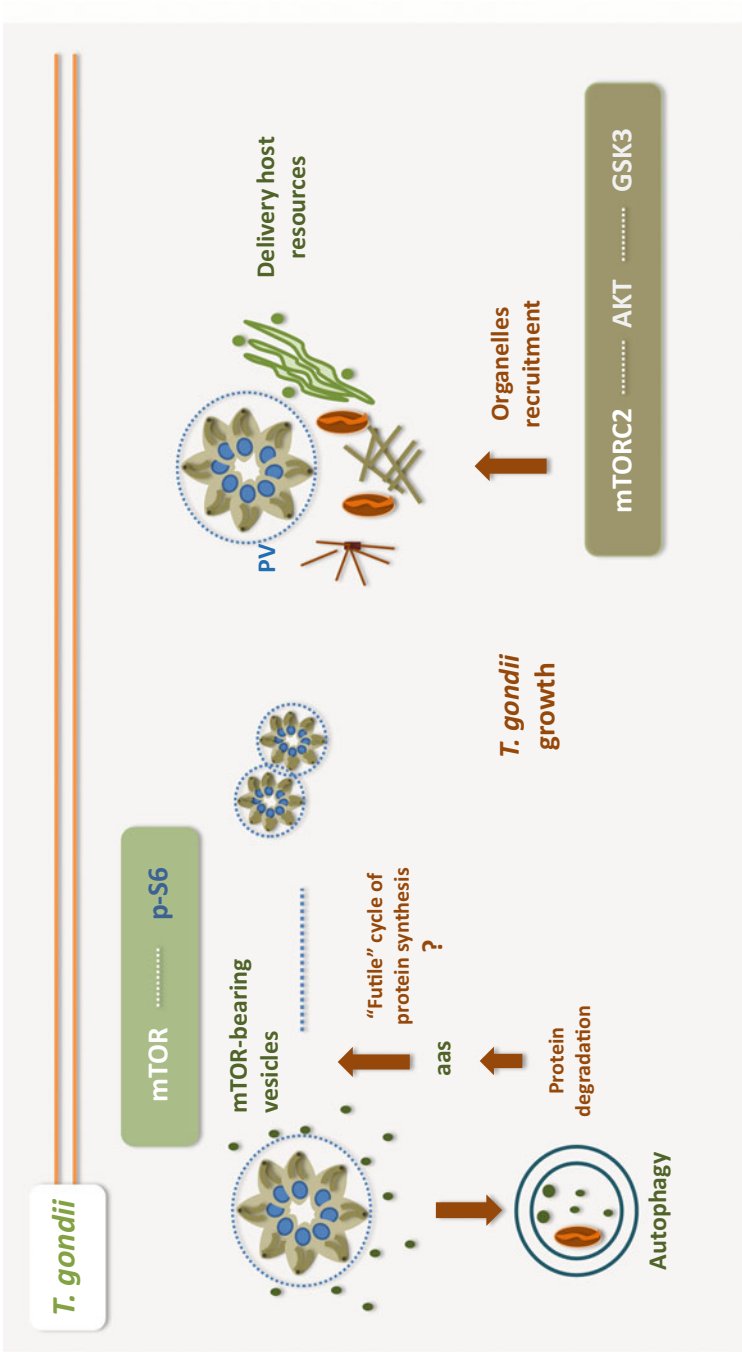 T. gondii
mTOR ........ p-S6
mTOR-bearing
vesicles
"Futile" cycle of
protein synthesis
?
aas
Protein
degradation
Autophagy
T. gondii
growth
PV
Delivery host
resources
Organelles
recruitment
mTORC2 ........ AKT ........ GSK3